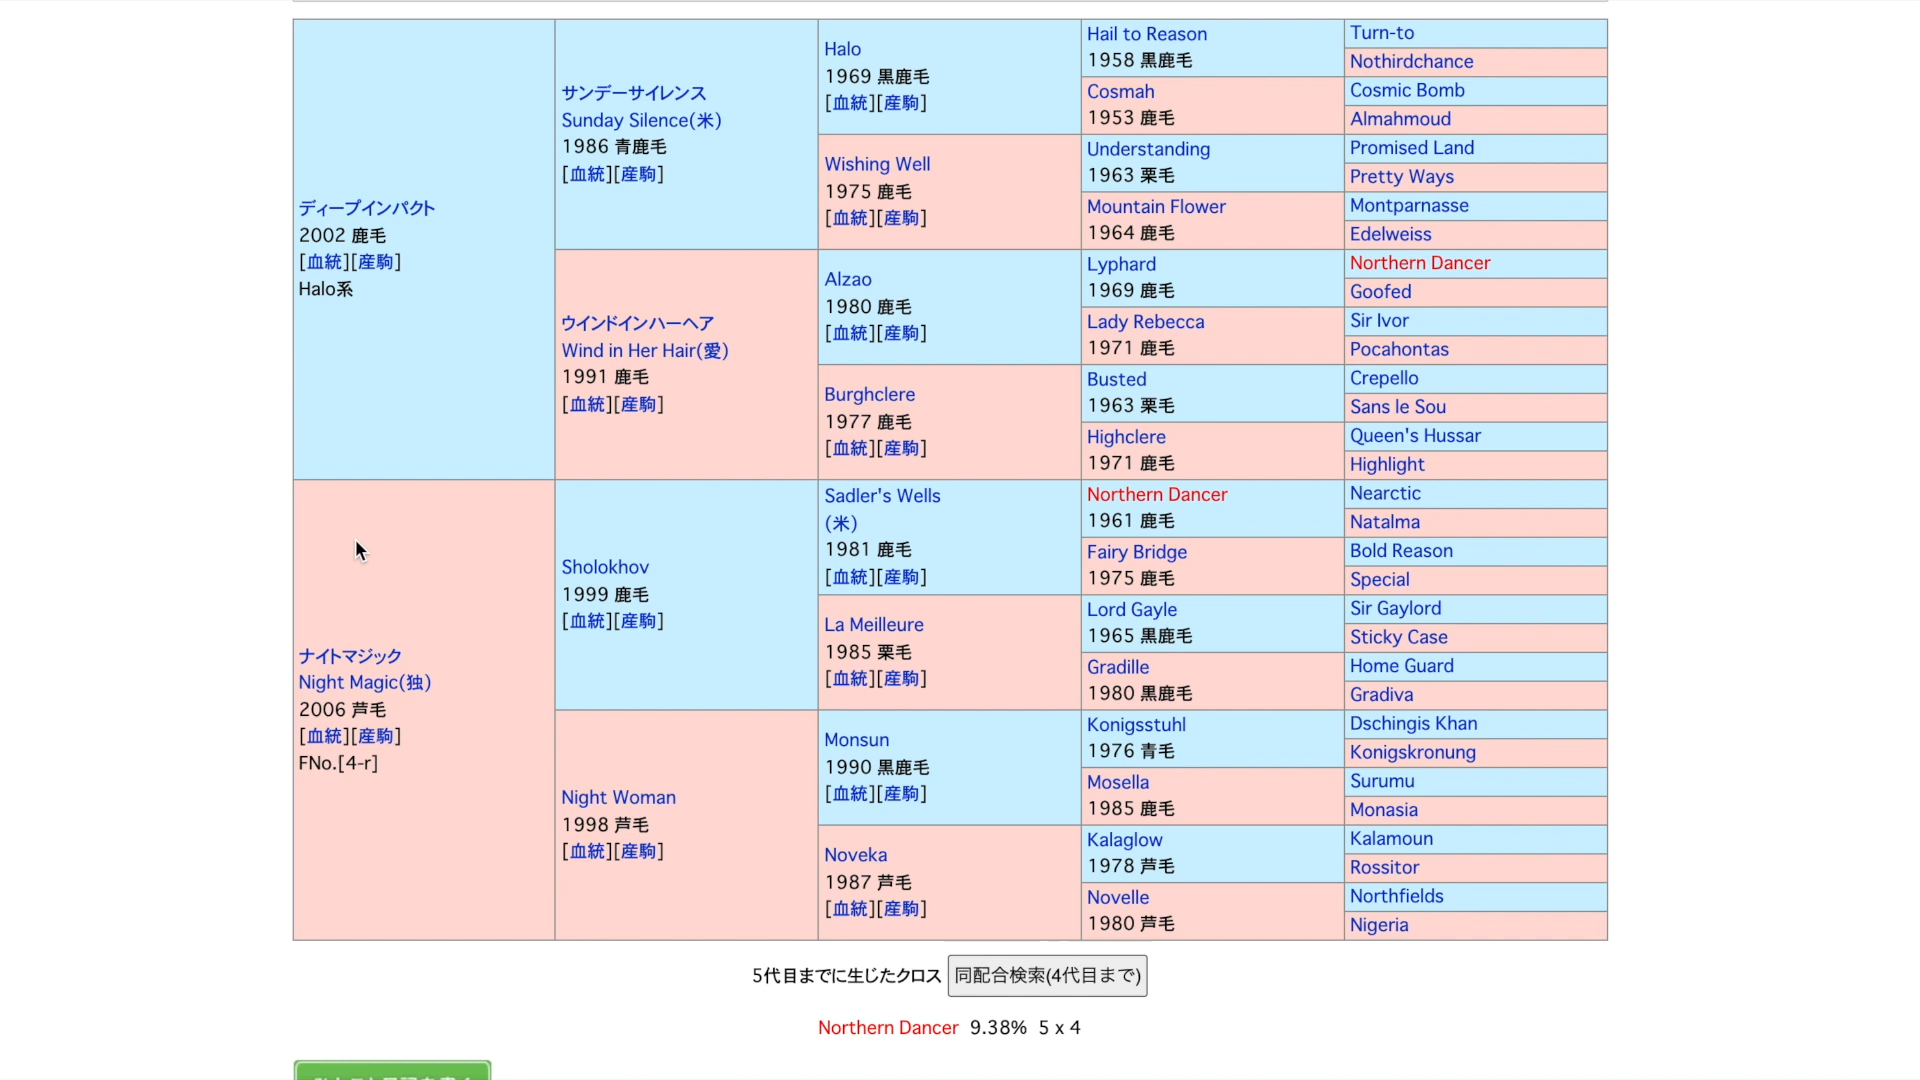 ディープインパクト
2002 鹿毛
[血統][産駒]
Halo系
サンデーサイレンス
Sunday Silence(米)
1986 青鹿毛
[血統][産駒]
Halo
1969 黒鹿毛
[血統][産駒]
Hail to Reason
1958 黒鹿毛
Turn-to
Nothirdchance
Cosmah
1953 鹿毛
Cosmic Bomb
Almahmoud
Wishing Well
1975 鹿毛
[血統][産駒]
Understanding
1963 栗毛
Promised Land
Pretty Ways
Mountain Flower
1964 鹿毛
Montparnasse
Edelweiss
ウインドインハーヘア
Wind in Her Hair(愛)
1991 鹿毛
[血統][産駒]
Alzao
1980 鹿毛
[血統][産駒]
Lyphard
1969 鹿毛
Northern Dancer
Goofed
Lady Rebecca
1971 鹿毛
Sir Ivor
Pocahontas
Burghclere
1977 鹿毛
[血統][産駒]
Busted
1963 栗毛
Crepello
Sans le Sou
Highclere
1971 鹿毛
Queen's Hussar
Highlight
ナイトマジック
Night Magic(独)
2006 芦毛
[血統][産駒]
FNo.[4-r]
Sholokhov
1999 鹿毛
[血統][産駒]
Sadler's Wells
(米)
1981 鹿毛
[血統][産駒]
Northern Dancer
1961 鹿毛
Nearctic
Natalma
Fairy Bridge
1975 鹿毛
Bold Reason
Special
La Meilleure
1985 栗毛
[血統][産駒]
Lord Gayle
1965 黒鹿毛
Sir Gaylord
Sticky Case
Gradille
1980 黒鹿毛
Home Guard
Gradiva
Night Woman
1998 芦毛
[血統][産駒]
Monsun
1990 黒鹿毛
[血統][産駒]
Konigsstuhl
1976 青毛
Dschingis Khan
Konigskronung
Mosella
1985 鹿毛
Surumu
Monasia
Noveka
1987 芦毛
[血統][産駒]
Kalaglow
1978 芦毛
Kalamoun
Rossitor
Novelle
1980 芦毛
Northfields
Nigeria
5代目までに生じたクロス 同配合検索(4代目まで)
Northern Dancer 9.38% 5 x 4